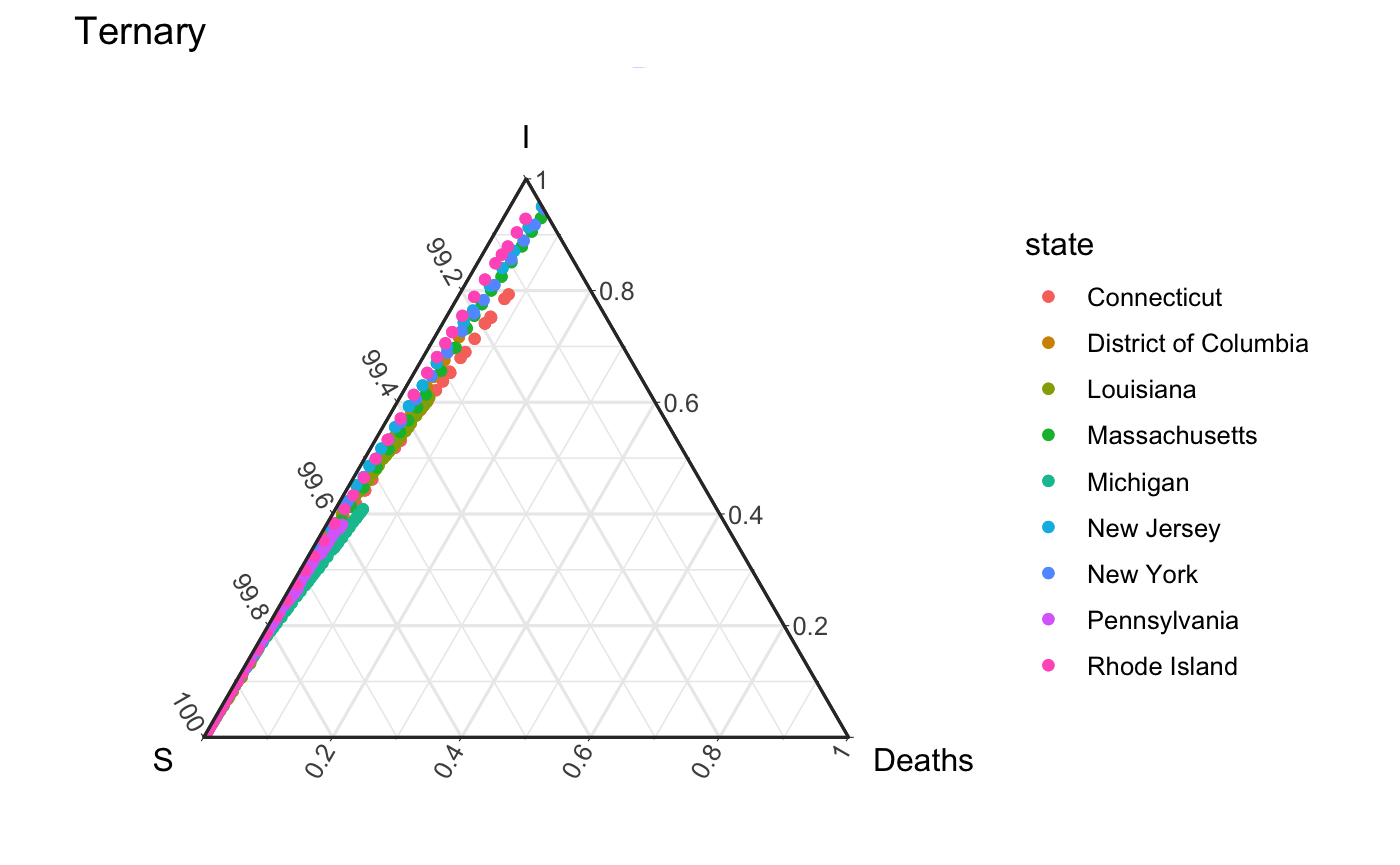 Ternary
I
1
99.2
0.8
99.4
0.6
99.6
0.4
99.8
0.2
100
S
0.2
0.4
0.6
0.8
1
Deaths
state
Connecticut
District of Columbia
Louisiana
Massachusetts
Michigan
New Jersey
New York
Pennsylvania
Rhode Island